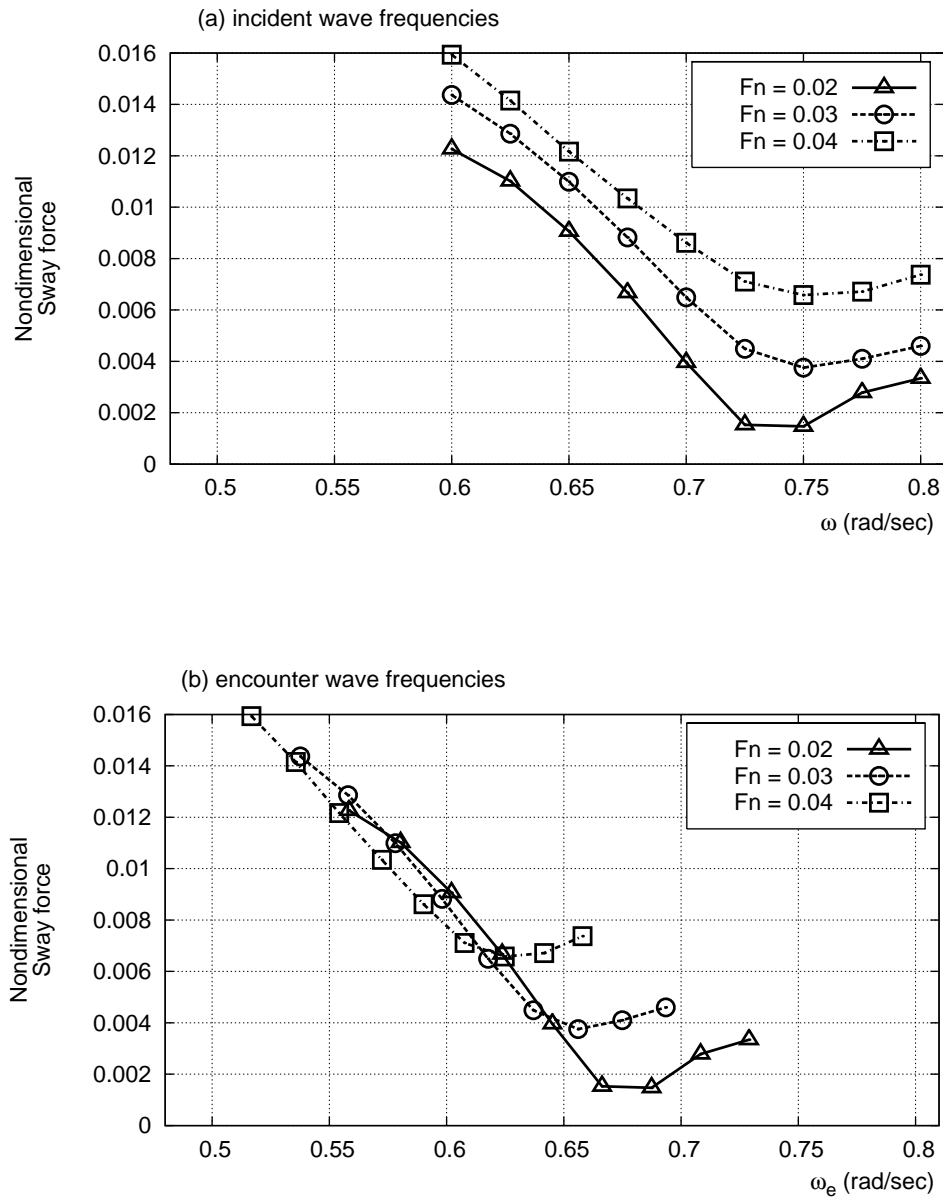 (a) incident wave frequencies
0.016
0.014
0.012
0.01
0.008
0.006
0.004
0.002
0
Nondimensional
Sway force
Fn = 0.02
Fn = 0.03
Fn = 0.04
0.5 0.55 0.6 0.65 0.7 0.75 0.8
ω (rad/sec)
(b) encounter wave frequencies
0.016
0.014
0.012
0.01
0.008
0.006
0.004
0.002
0
Nondimensional
Sway force
Fn = 0.02
Fn = 0.03
Fn = 0.04
0.5 0.55 0.6 0.65 0.7 0.75 0.8
ωe (rad/sec)